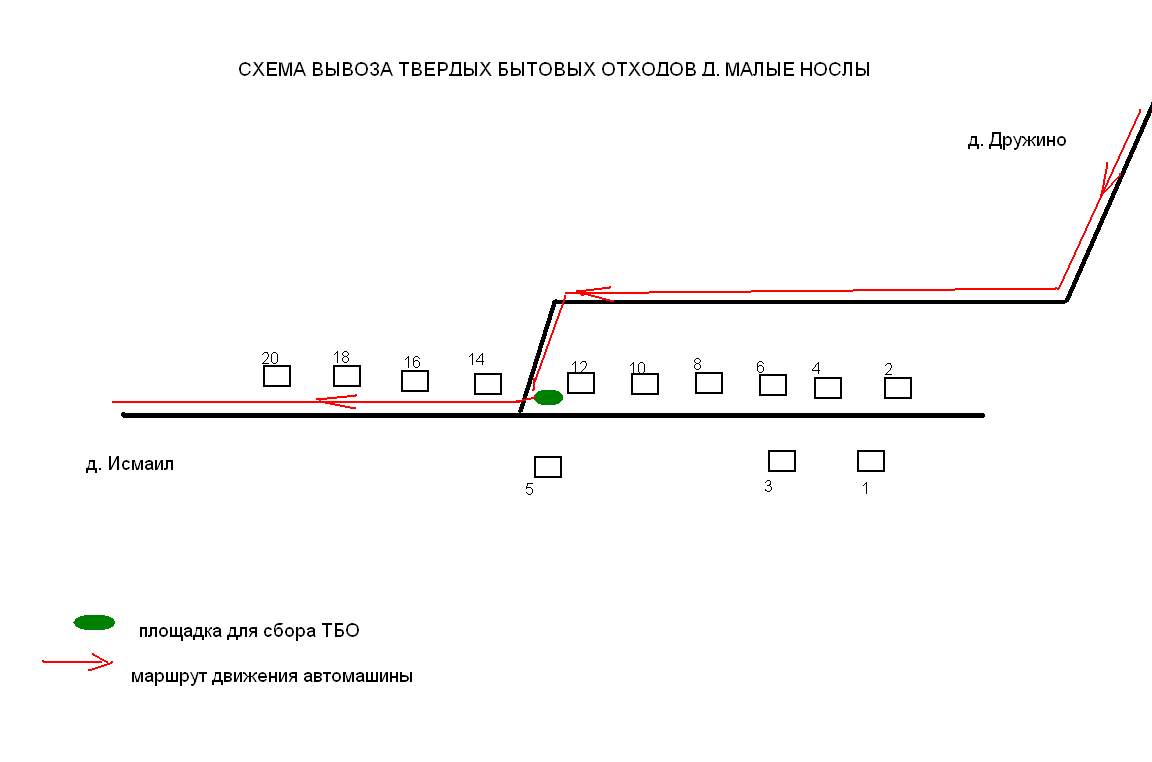 СХЕМА ВЫВОЗА ТВЕРДЫХ БЫТОВЫХ ОТХОДОВ Д. МАЛЫЕ НОСЛЫ
д. Дружино
20 18 16 14 12 10 8 6 4 2
д. Исмаил
5 3 1
площадка для сбора ТБО
маршрут движения автомашины